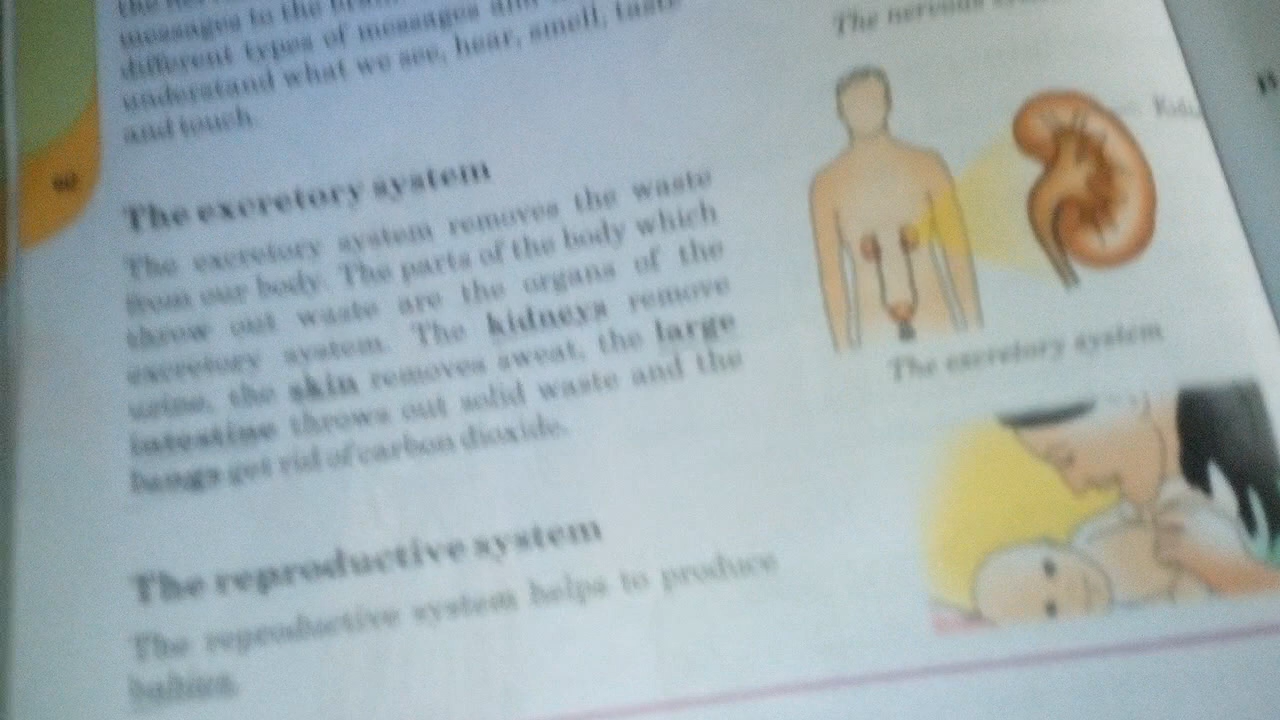 messages to the brain
different types of messages and
understand what we see, hear, smell, taste
and touch.
The nervous
The excretory system
The excretory system removes the waste
from our body. The parts of the body which
throw out waste are the organs of the
excretory system. The kidneys remove
urine, the skin removes sweat, the large
intestine throws out solid waste and the
lungs get rid of carbon dioxide.
The excretory system
The reproductive system
The reproductive system helps to produce
babies.